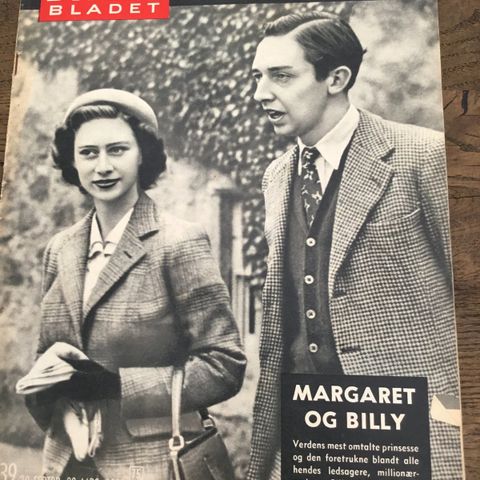 BLADET
MARGARET
OG BILLY
Verdens mest omtalte prinsesse
og den foretrukne blandt alle
hendes ledsagere, millionær-
39